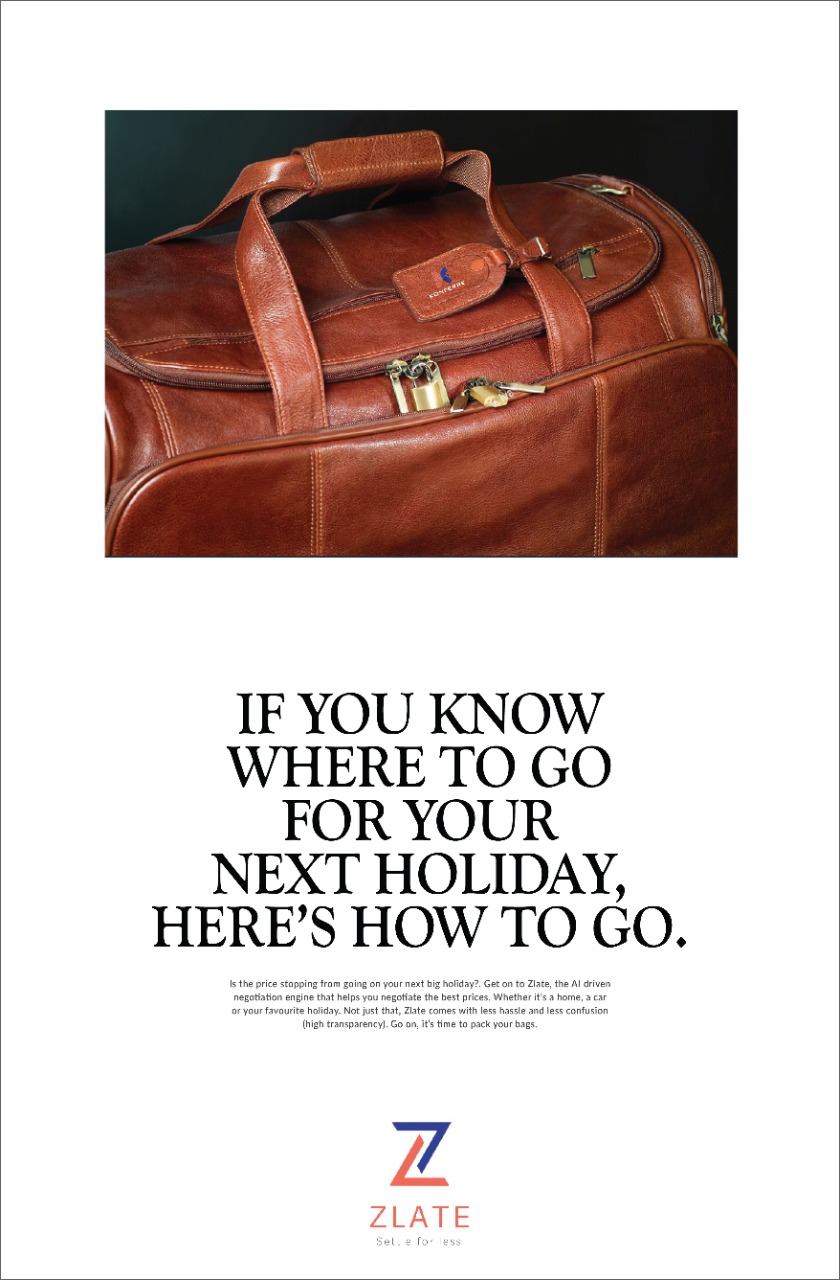 KONFERRE
IF YOU KNOW
WHERE TO GO
FOR YOUR
NEXT HOLIDAY,
HERE'S HOW TO GO.
Is the price stopping from going on your next big holiday?. Get on to Zlate, the AI driven
negotiation engine that helps you negotiate the best prices. Whether it's a home, a car
or your favourite holiday. Not just that, Zlate comes with less hassle and less confusion
(high transparency). Go on, it's time to pack your bags.
ZLATE
Settle for less